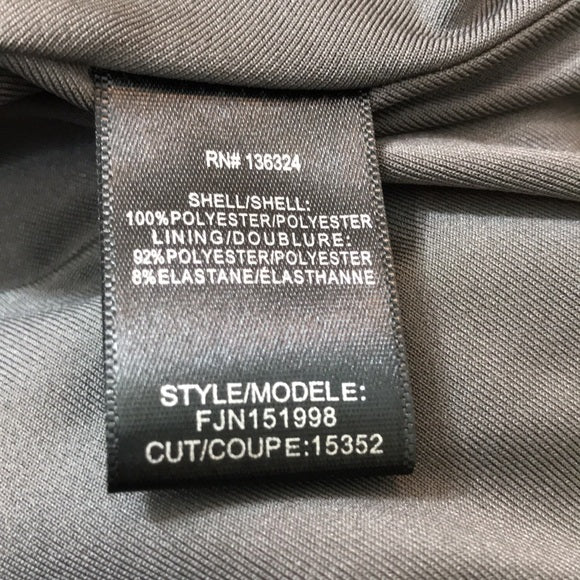 RN# 136324
SHELL/SHELL:
100%POLYESTER/POLYESTER
LINING/DOUBLURE:
92%POLYESTER/POLYESTER
8%ELASTANE/ÉLASTHANNE
STYLE/MODELE:
FJN151998
CUT/COUPE:15352